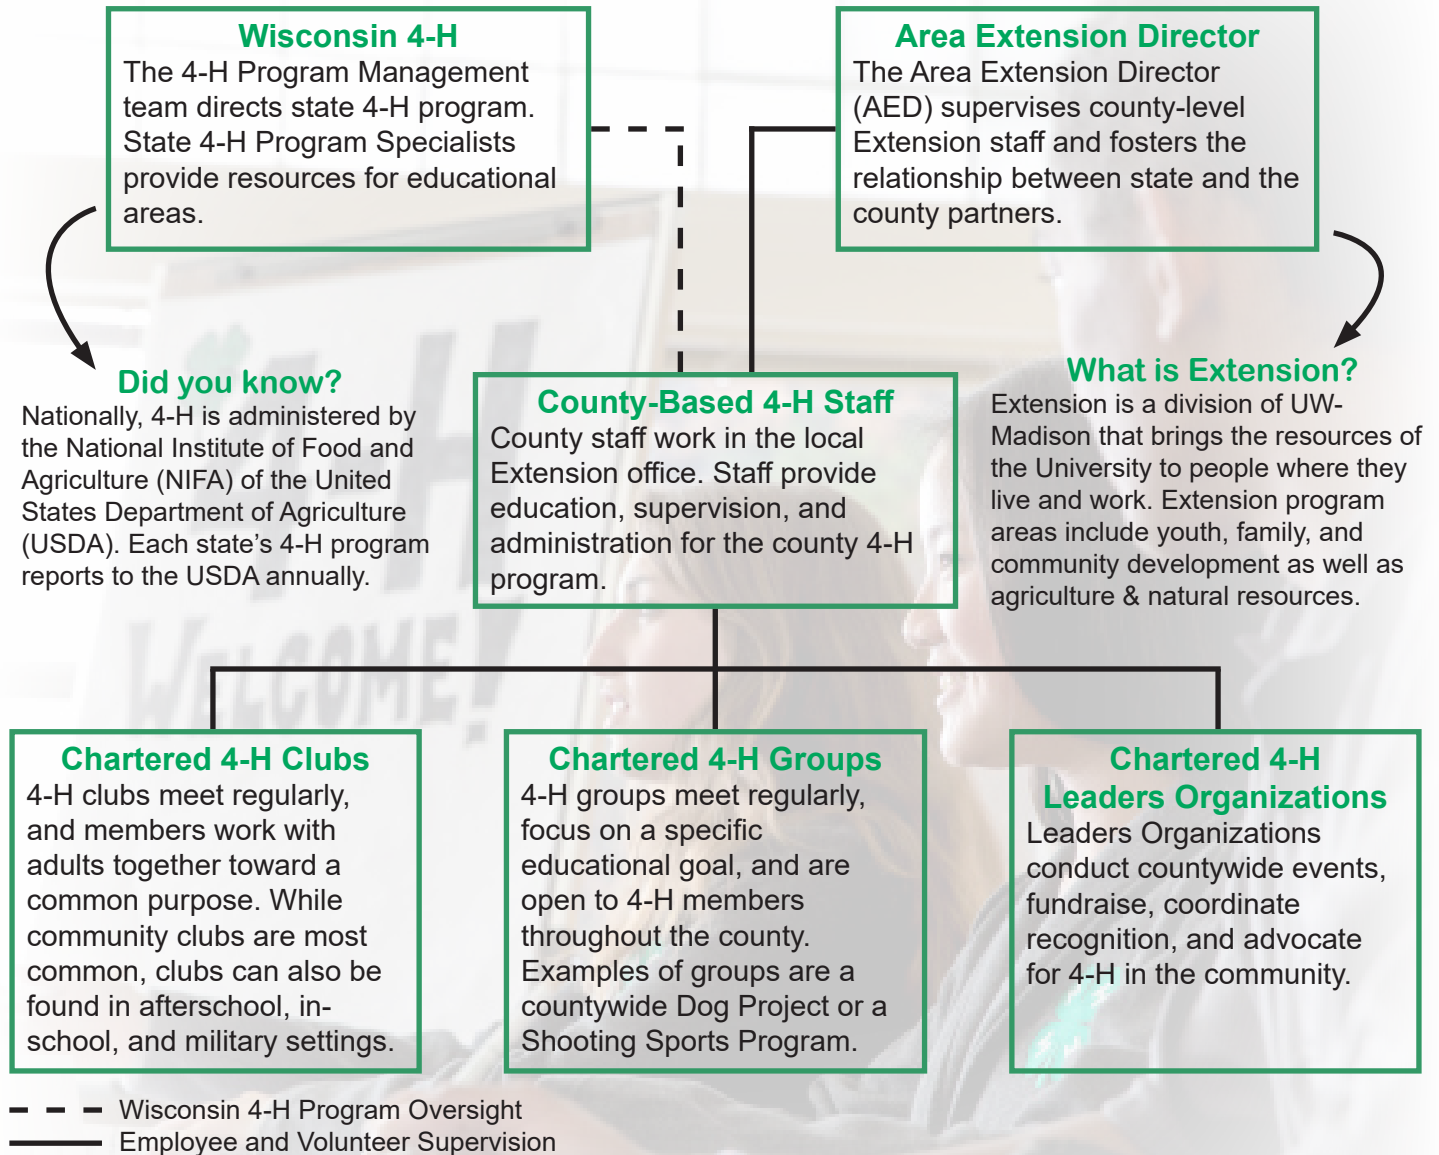 Wisconsin 4-H
The 4-H Program Management
team directs state 4-H program.
State 4-H Program Specialists
provide resources for educational
areas.
Area Extension Director
The Area Extension Director
(AED) supervises county-level
Extension staff and fosters the
relationship between state and the
county partners.
Did you know?
Nationally, 4-H is administered by
the National Institute of Food and
Agriculture (NIFA) of the United
States Department of Agriculture
(USDA). Each state’s 4-H program
reports to the USDA annually.
County-Based 4-H Staff
County staff work in the local
Extension office. Staff provide
education, supervision, and
administration for the county 4-H
program.
What is Extension?
Extension is a division of UW-
Madison that brings the resources of
the University to people where they
live and work. Extension program
areas include youth, family, and
community development as well as
agriculture & natural resources.
4-H
WELCOME!
Chartered 4-H Clubs
4-H clubs meet regularly,
and members work with
adults together toward a
common purpose. While
community clubs are most
common, clubs can also be
found in afterschool, in-
school, and military settings.
Chartered 4-H Groups
4-H groups meet regularly,
focus on a specific
educational goal, and are
open to 4-H members
throughout the county.
Examples of groups are a
countywide Dog Project or a
Shooting Sports Program.
Chartered 4-H
Leaders Organizations
Leaders Organizations
conduct countywide events,
fundraise, coordinate
recognition, and advocate
for 4-H in the community.
Wisconsin 4-H Program Oversight
Employee and Volunteer Supervision